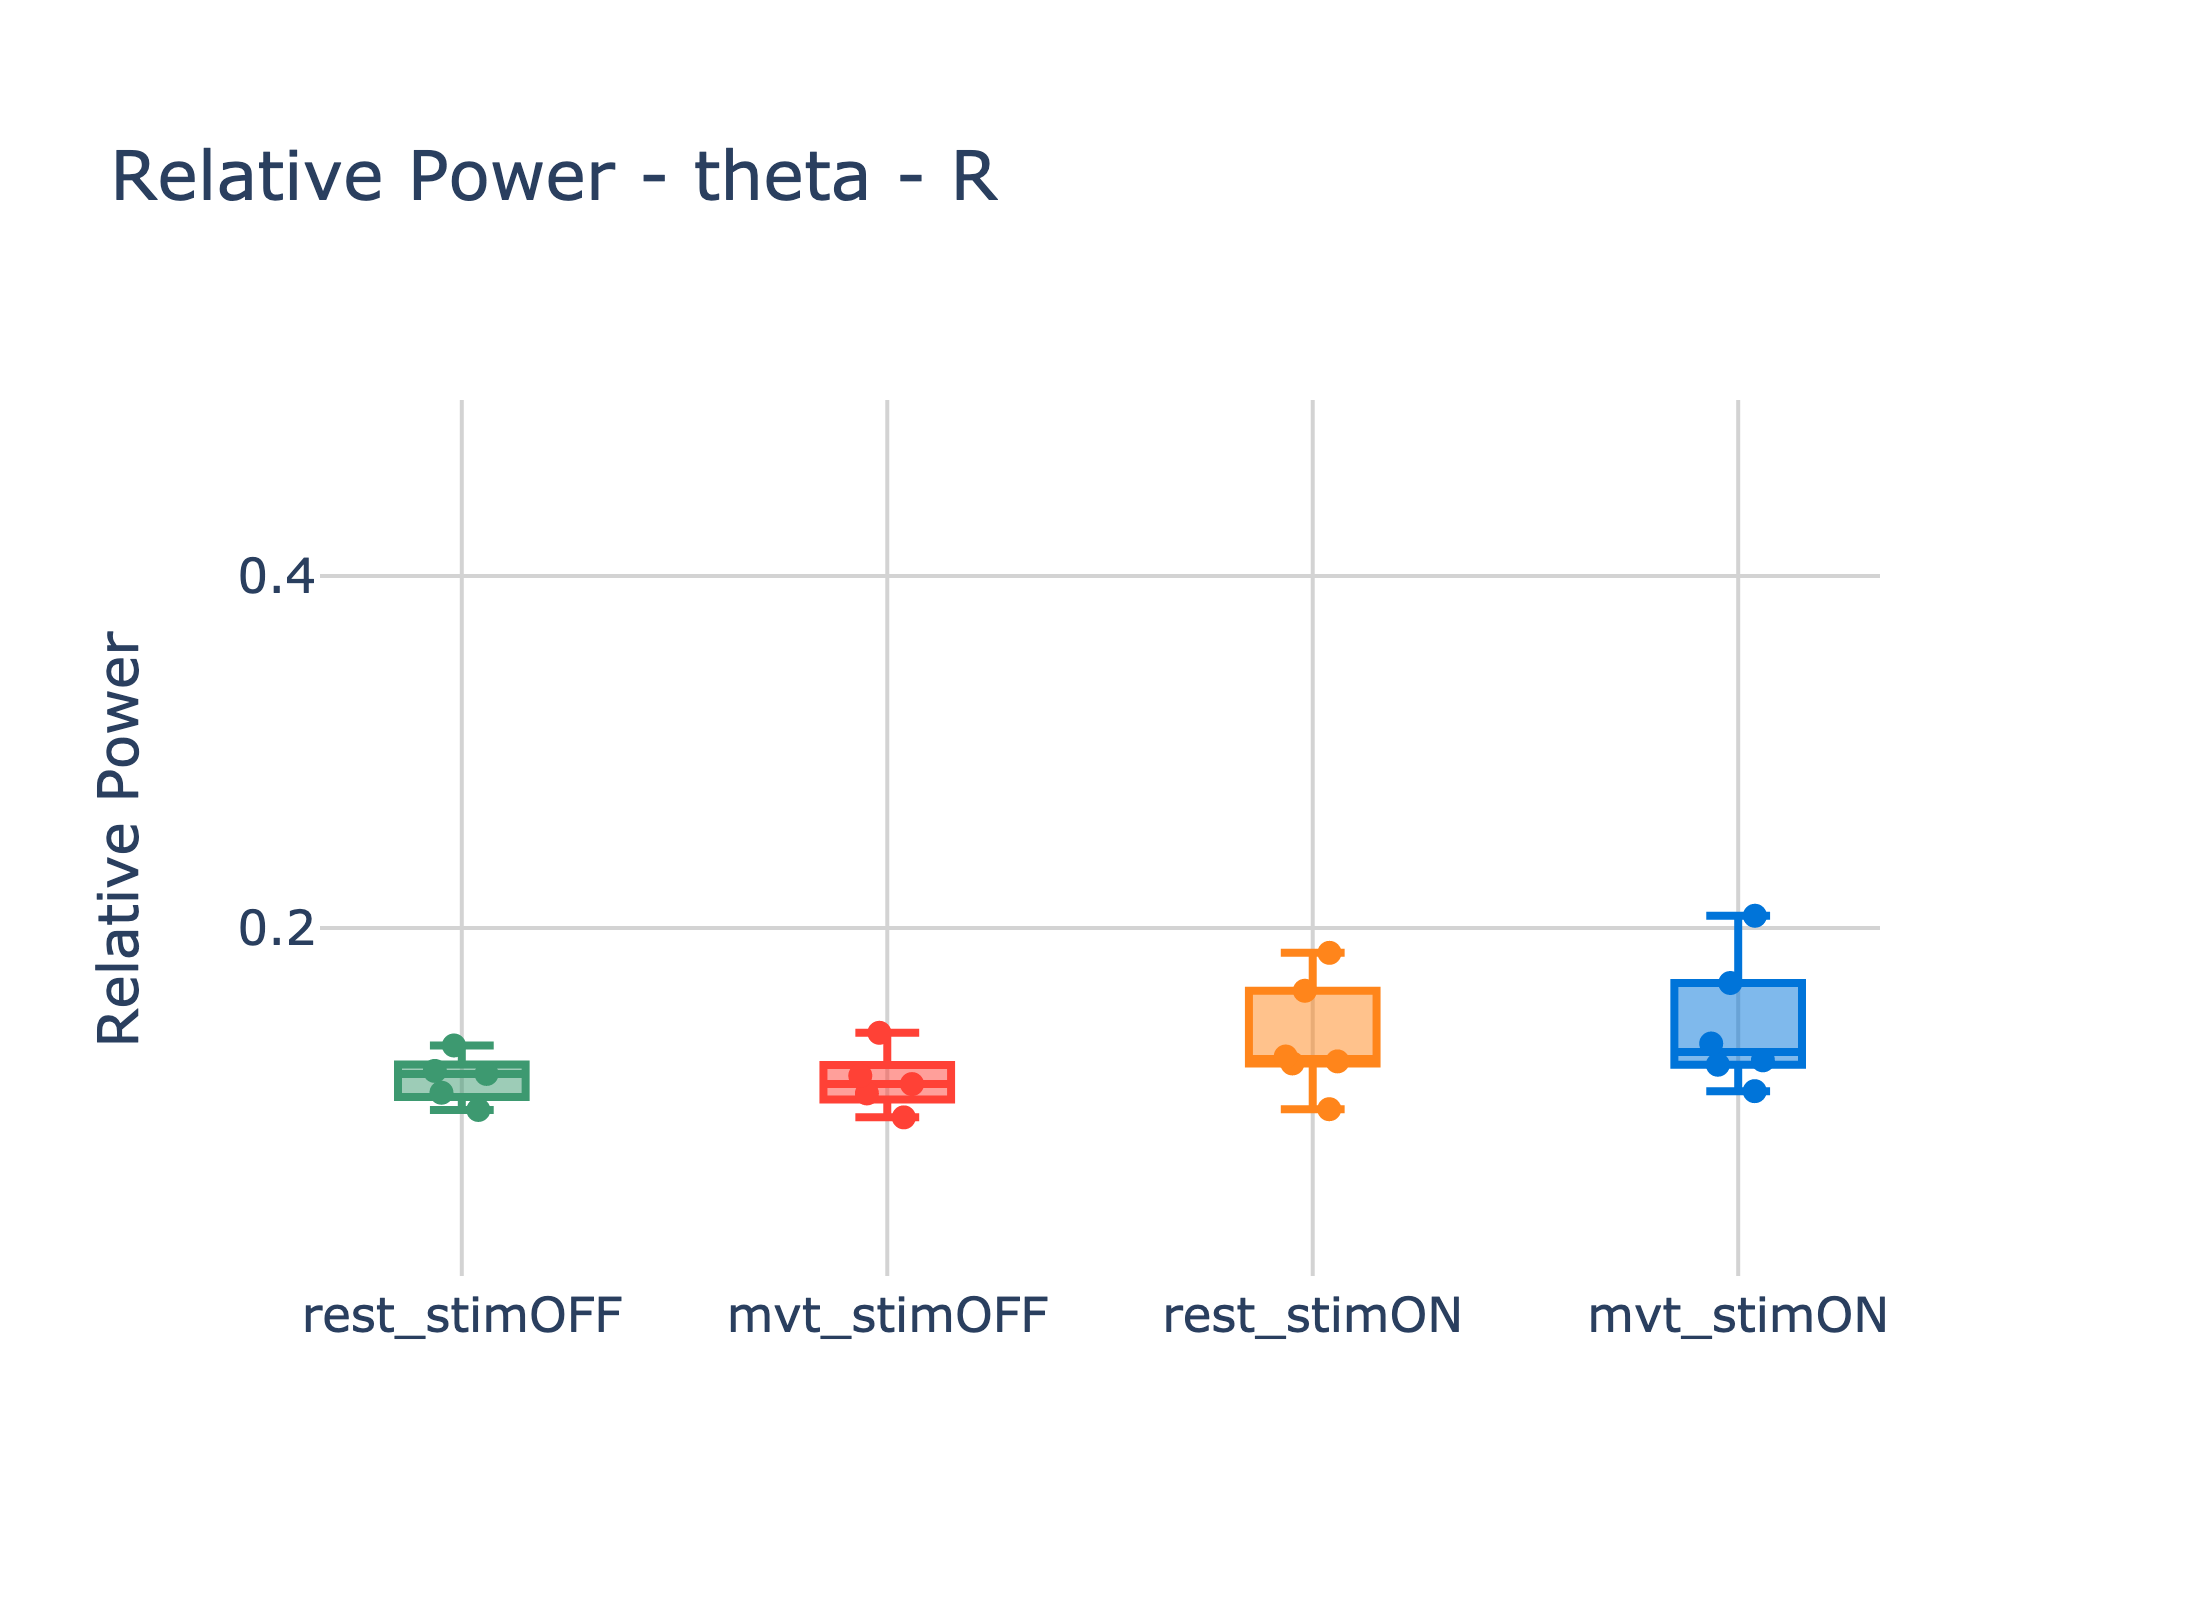 Relative Power - theta - R
Relative Power
0.4
0.2
rest_stimOFF
mvt_stimOFF
rest_stimON
mvt_stimON